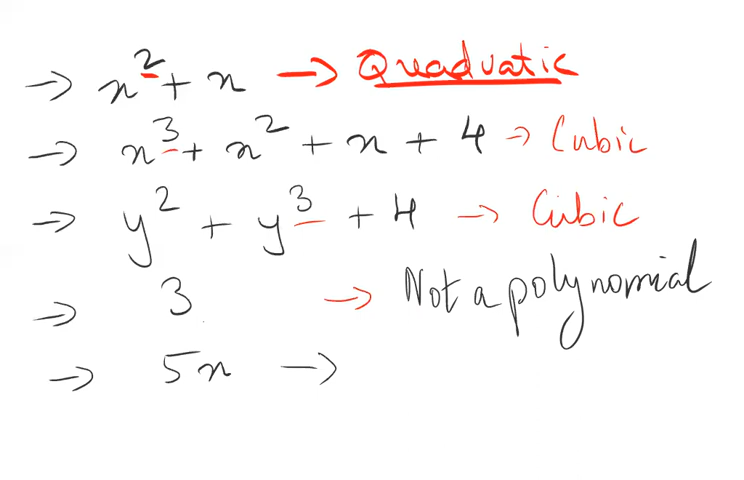 → x² + x → Quadratic
→ x³ + x² + x + 4 → Cubic
→ y² + y³ + 4 → Cubic
→ 3 → Not a polynomial
→ 5x →